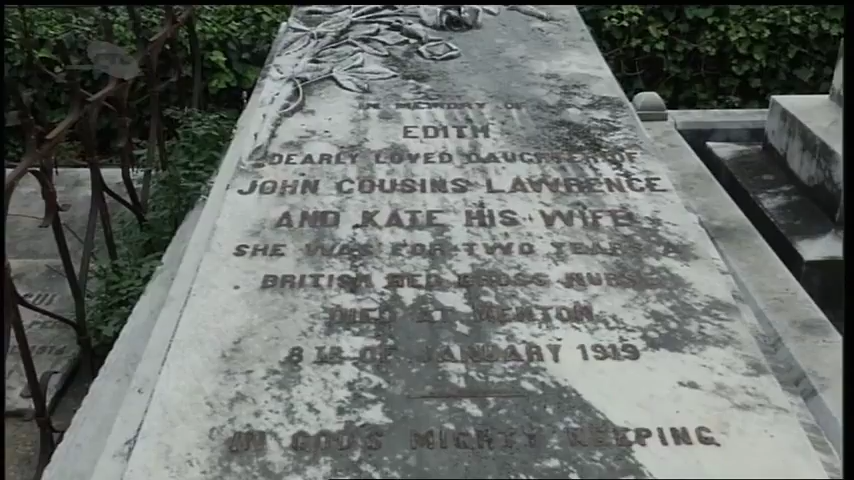 IN MEMORY OF
EDITH
DEARLY LOVED DAUGHTER OF
JOHN COUSINS LAWRENCE
AND KATE HIS WIFE
SHE WAS FOR TWO YEARS A
BRITISH RED CROSS NURSE
DIED AT MENTON
8TH OF JANUARY 1919
IN GOD'S MIGHTY KEEPING.